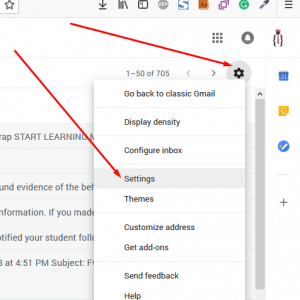 1–50 of 705
Go back to classic Gmail
rap START LEARNING
Display density
Configure inbox
Settings
und evidence of the beh
Themes
nformation. If you made
Customize address
otified your student follo
Get add-ons
3 at 4:51 PM Subject: F
Send feedback
Help